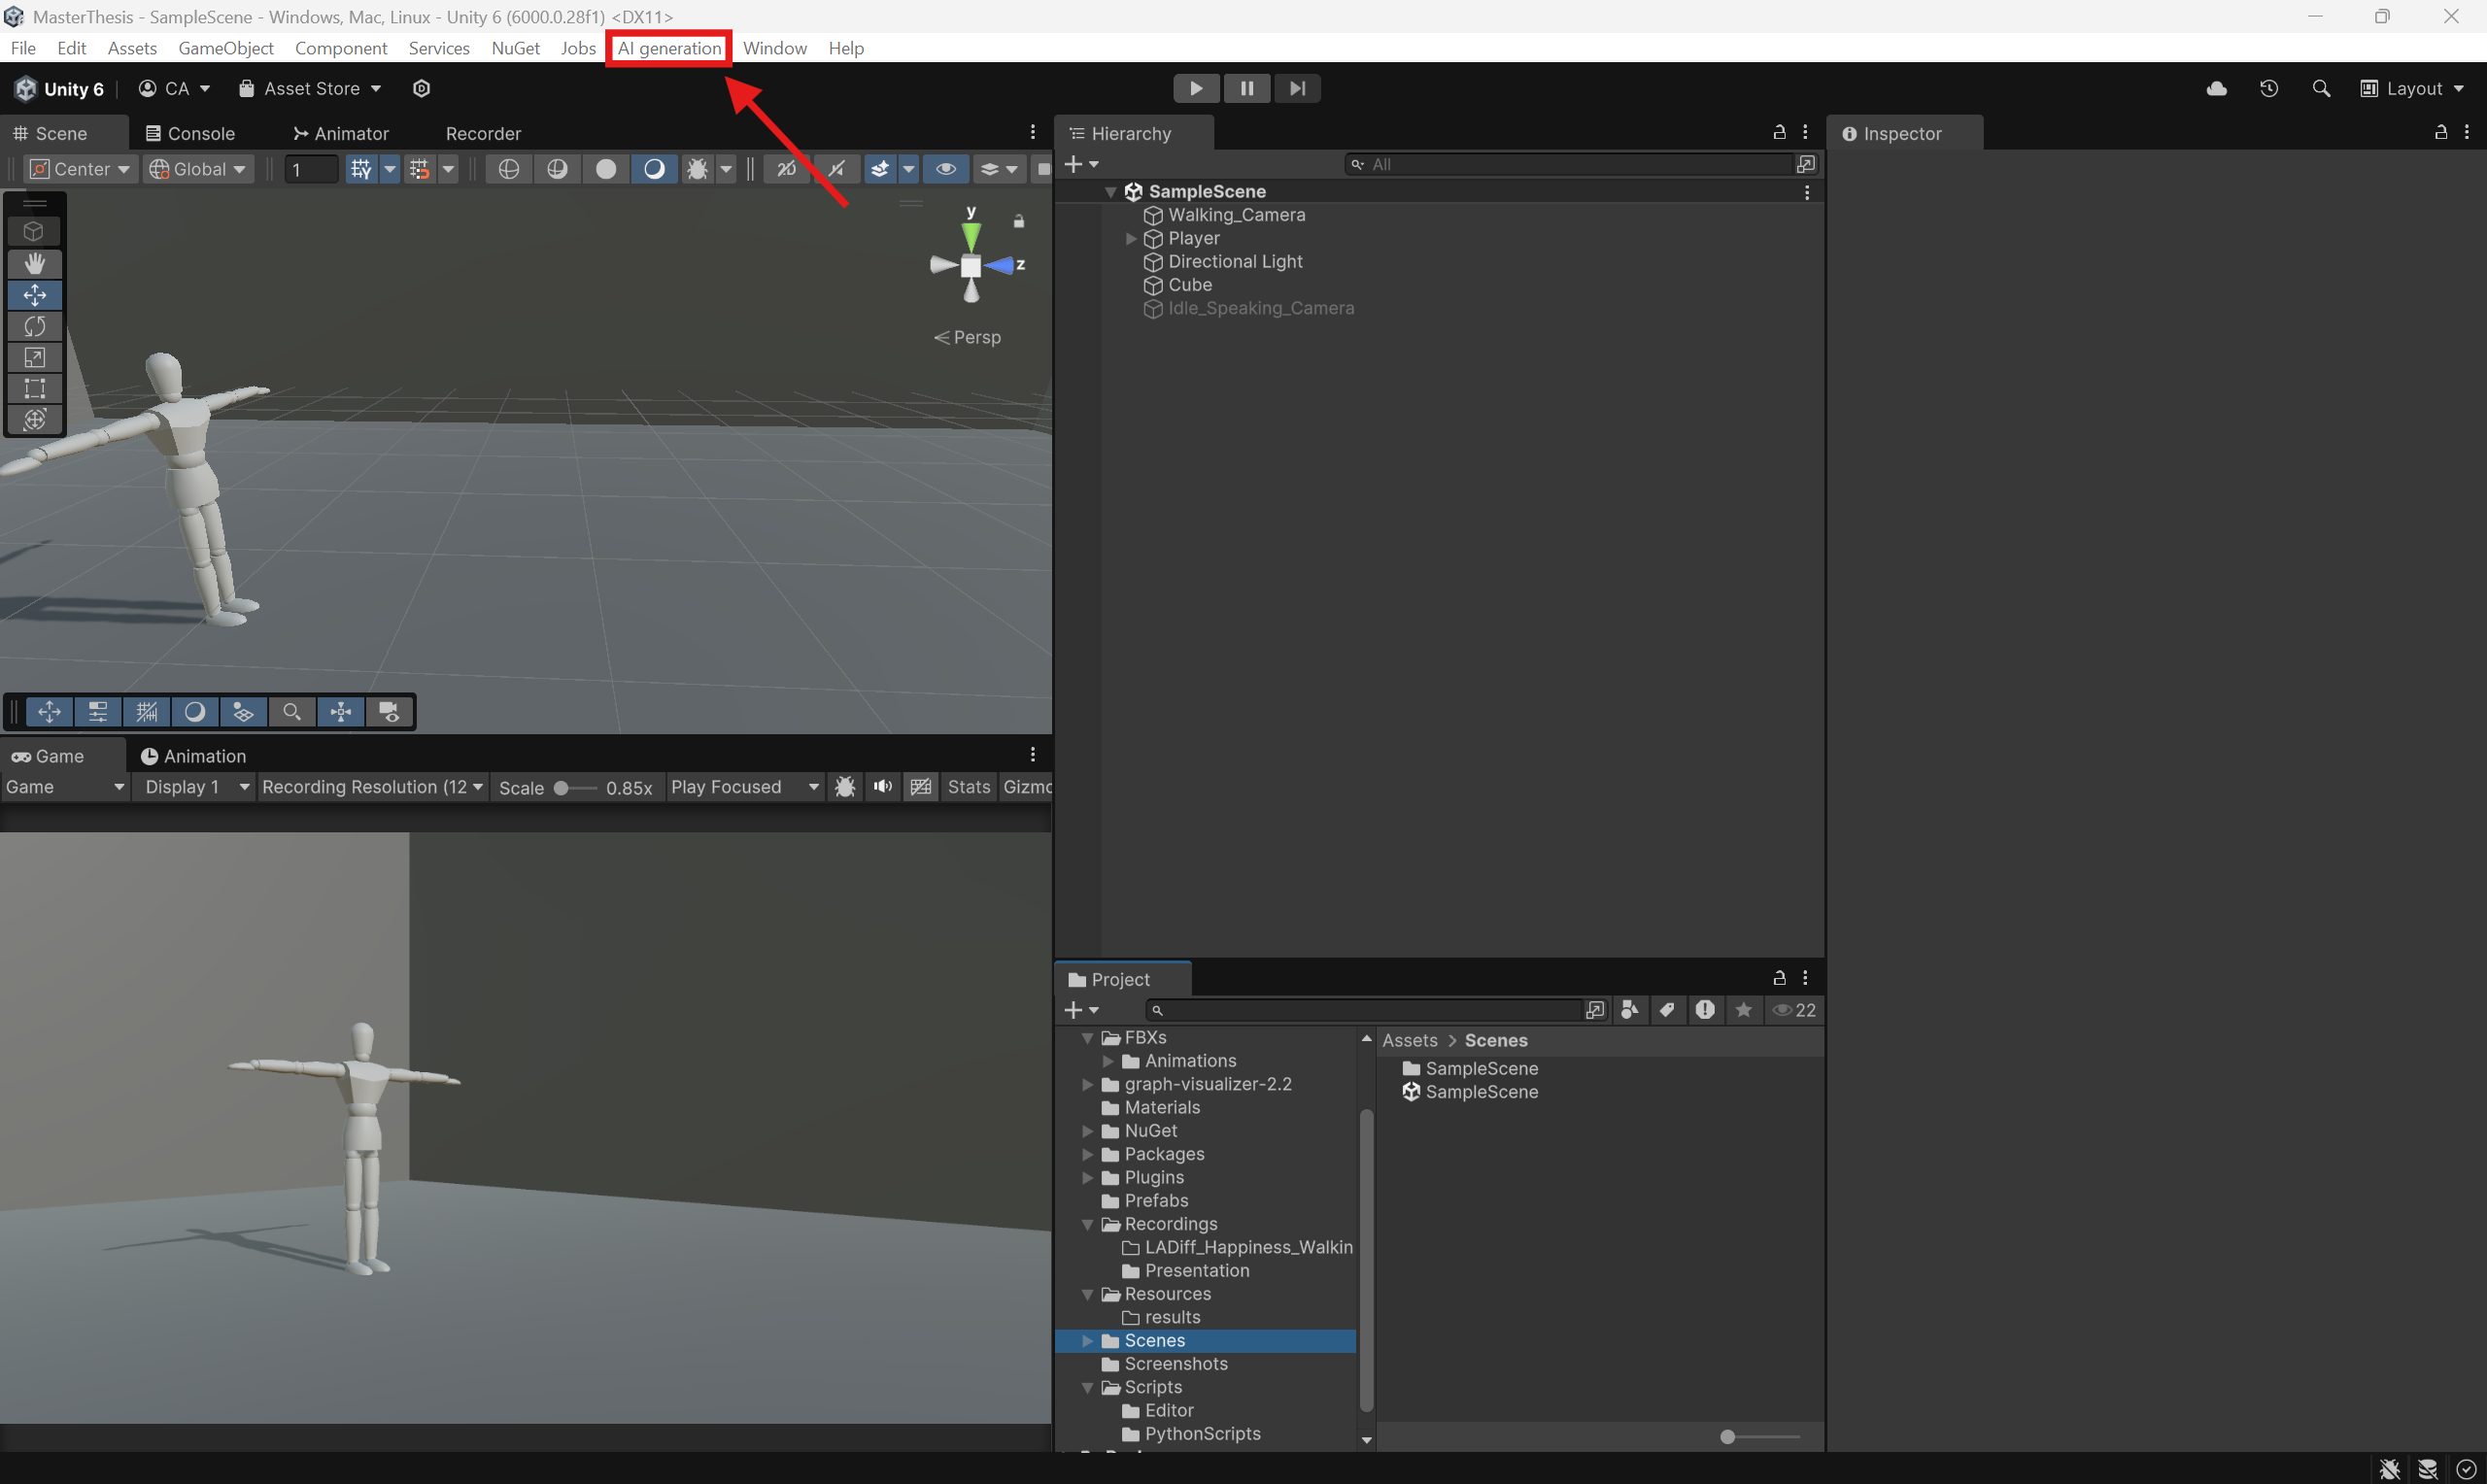 MasterThesis - SampleScene - Windows, Mac, Linux - Unity 6 (6000.0.28f1) <DX11>
File Edit Assets GameObject Component Services NuGet Jobs AI generation Window Help
Unity 6 CA Asset Store Layout
Scene Console Animator Recorder
Center Global 1 2D
y
z
Persp
Game Animation
Game Display 1 Recording Resolution (12 Scale 0.85x Play Focused Stats Gizmo
Hierarchy
All
SampleScene
Walking_Camera
Player
Directional Light
Cube
Idle_Speaking_Camera
Project
22
FBXs
Animations
graph-visualizer-2.2
Materials
NuGet
Packages
Plugins
Prefabs
Recordings
LADiff_Happiness_Walkin
Presentation
Resources
results
Scenes
Screenshots
Scripts
Editor
PythonScripts
Assets > Scenes
SampleScene
SampleScene
Inspector